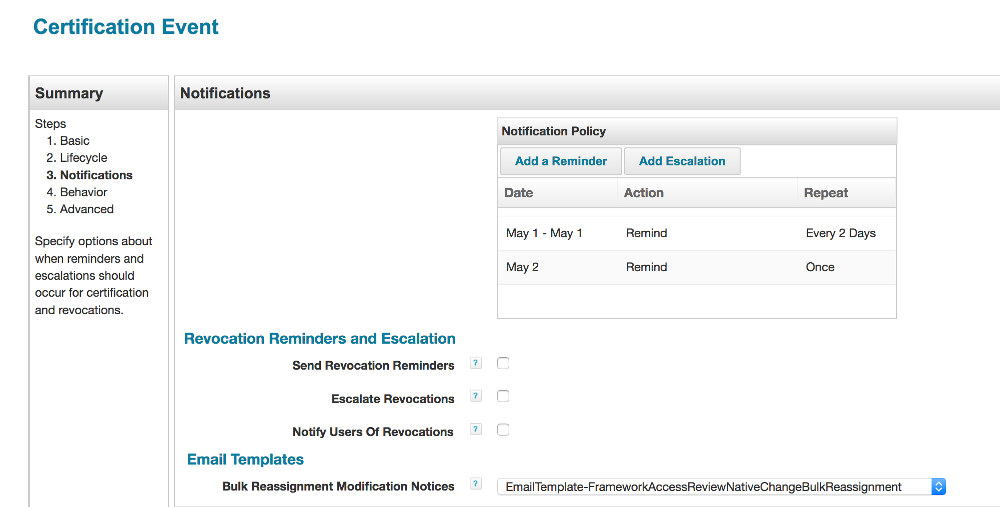 Certification Event
Summary
Steps
1. Basic
2. Lifecycle
3. Notifications
4. Behavior
5. Advanced
Specify options about
when reminders and
escalations should
occur for certification
and revocations.
Notifications
Notification Policy
Add a Reminder Add Escalation
Date Action Repeat
May 1 - May 1 Remind Every 2 Days
May 2 Remind Once
Revocation Reminders and Escalation
Send Revocation Reminders ?
Escalate Revocations ?
Notify Users Of Revocations ?
Email Templates
Bulk Reassignment Modification Notices ? EmailTemplate-FrameworkAccessReviewNativeChangeBulkReassignment